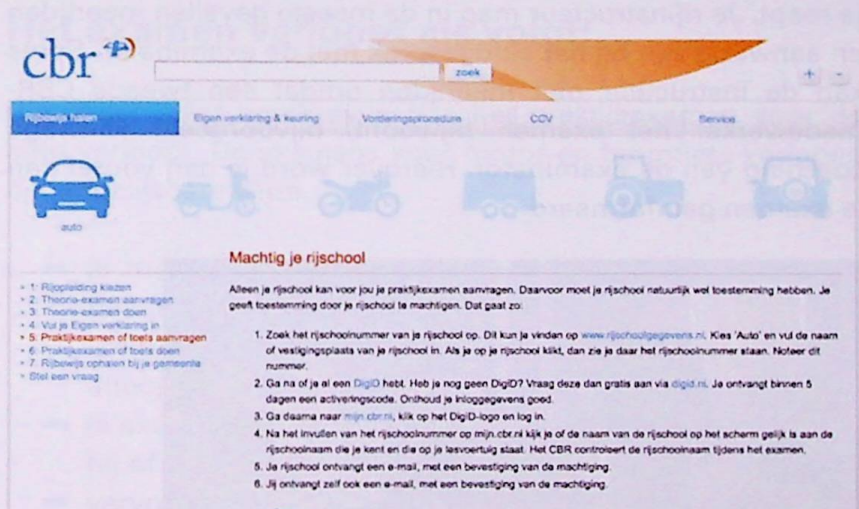 cbr
zoek
Rijbewijs halen
Eigen verklaring & keuring
Vorderingsprocedure
CCV
Service
auto
Machtig je rijschool
» 1: Rijopleiding kiezen
» 2: Theorie-examen aanvragen
» 3: Theorie-examen doen
» 4: Vul je Eigen verklaring in
» 5: Praktijkexamen of toets aanvragen
» 6: Praktijkexamen of toets doen
» 7: Rijbewijs ophalen bij je gemeente
» Stel een vraag
Alleen je rijschool kan voor jou je praktijkexamen aanvragen. Daarvoor moet je rijschool natuurlijk wel toestemming hebben. Je
geeft toestemming door je rijschool te machtigen. Dat gaat zo:
1. Zoek het rijschoolnummer van je rijschool op. Dit kun je vinden op www.rijschoolgegevens.nl. Kies 'Auto' en vul de naam
of vestigingsplaats van je rijschool in. Als je op je rijschool klikt, dan zie je daar het rijschoolnummer staan. Noteer dit
nummer.
2. Ga na of je al een DigiD hebt. Heb je nog geen DigiD? Vraag deze dan gratis aan via digid.nl. Je ontvangt binnen 5
dagen een activeringscode. Onthoud je inloggegevens goed.
3. Ga daarna naar mijn.cbr.nl, klik op het DigiD-logo en log in.
4. Na het invullen van het rijschoolnummer op mijn.cbr.nl kijk je of de naam van de rijschool op het scherm gelijk is aan de
rijschoolnaam die je kent en die op je lesvoertuig staat. Het CBR controleert de rijschoolnaam tijdens het examen.
5. Je rijschool ontvangt een e-mail, met een bevestiging van de machtiging.
6. Jij ontvangt zelf ook een e-mail, met een bevestiging van de machtiging.